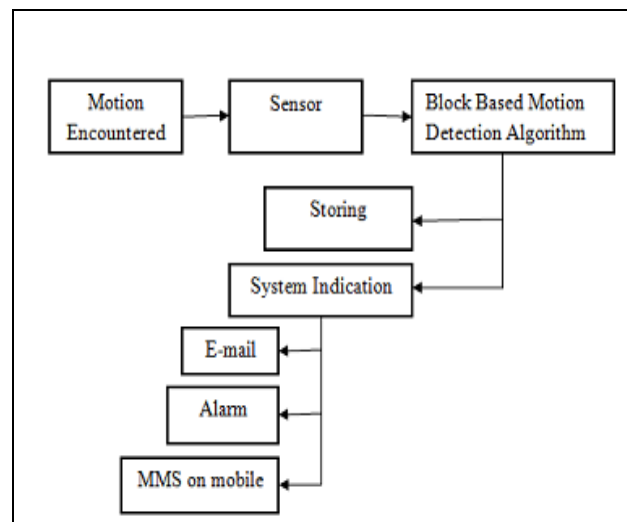 Motion
Encountered
Sensor
Block Based Motion
Detection Algorithm
Storing
System Indication
E-mail
Alarm
MMS on mobile